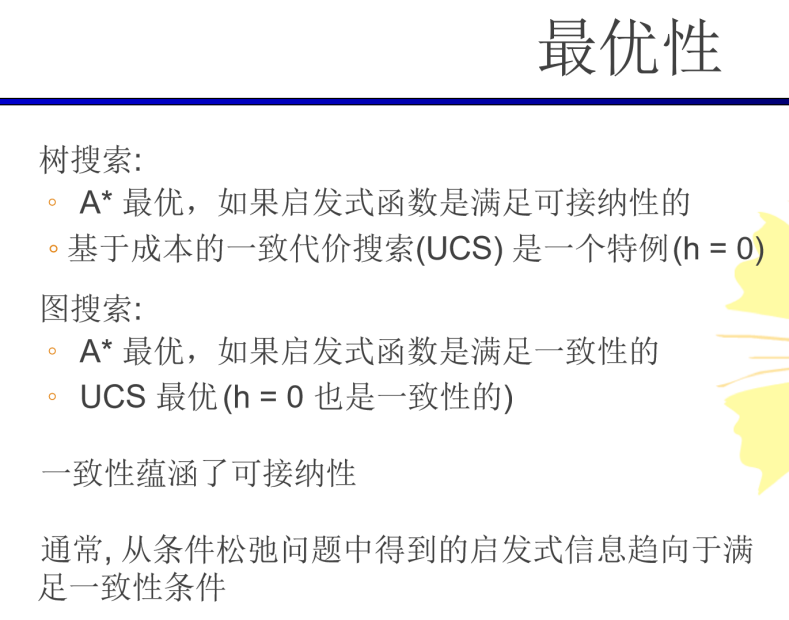 最优性
树搜索:
◦ A* 最优，如果启发式函数是满足可接纳性的
◦基于成本的一致代价搜索(UCS) 是一个特例(h = 0)
图搜索:
◦ A* 最优，如果启发式函数是满足一致性的
◦ UCS 最优(h = 0 也是一致性的)
一致性蕴涵了可接纳性
通常, 从条件松弛问题中得到的启发式信息趋向于满
足一致性条件